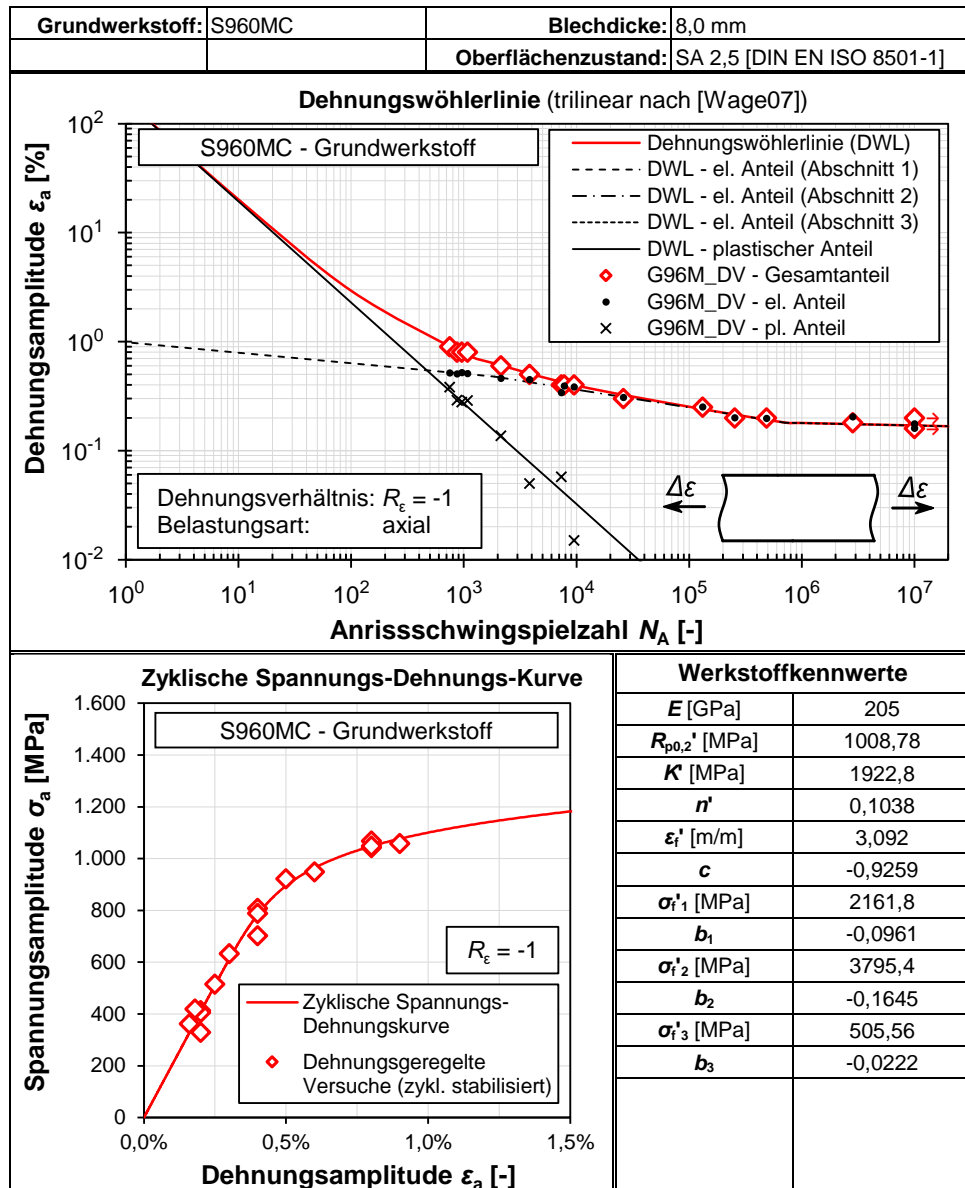 Grundwerkstoff: S960MC Blechdicke: 8,0 mm
Oberflächenzustand: SA 2,5 [DIN EN ISO 8501-1]
Dehnungswöhlerlinie (trilinear nach [Wage07])
Dehnungsamplitude εa [%]
10²
10¹
10⁰
10⁻¹
10⁻²
S960MC - Grundwerkstoff
Dehnungswöhlerlinie (DWL)
DWL - el. Anteil (Abschnitt 1)
DWL - el. Anteil (Abschnitt 2)
DWL - el. Anteil (Abschnitt 3)
DWL - plastischer Anteil
G96M_DV - Gesamtanteil
G96M_DV - el. Anteil
G96M_DV - pl. Anteil
Dehnungsverhältnis: Rε = -1
Belastungsart: axial
Δε Δε
10⁰ 10¹ 10² 10³ 10⁴ 10⁵ 10⁶ 10⁷
Anrissschwingspielzahl NA [-]
Zyklische Spannungs-Dehnungs-Kurve
Spannungsamplitude σa [MPa]
1.600
1.400
1.200
1.000
800
600
400
200
0
S960MC - Grundwerkstoff
Rε = -1
Zyklische Spannungs-
Dehnungskurve
Dehnungsgeregelte
Versuche (zykl. stabilisiert)
0,0% 0,5% 1,0% 1,5%
Dehnungsamplitude εa [-]
Werkstoffkennwerte
E [GPa] 205
Rp0,2' [MPa] 1008,78
K' [MPa] 1922,8
n' 0,1038
εf' [m/m] 3,092
c -0,9259
σf'1 [MPa] 2161,8
b1 -0,0961
σf'2 [MPa] 3795,4
b2 -0,1645
σf'3 [MPa] 505,56
b3 -0,0222